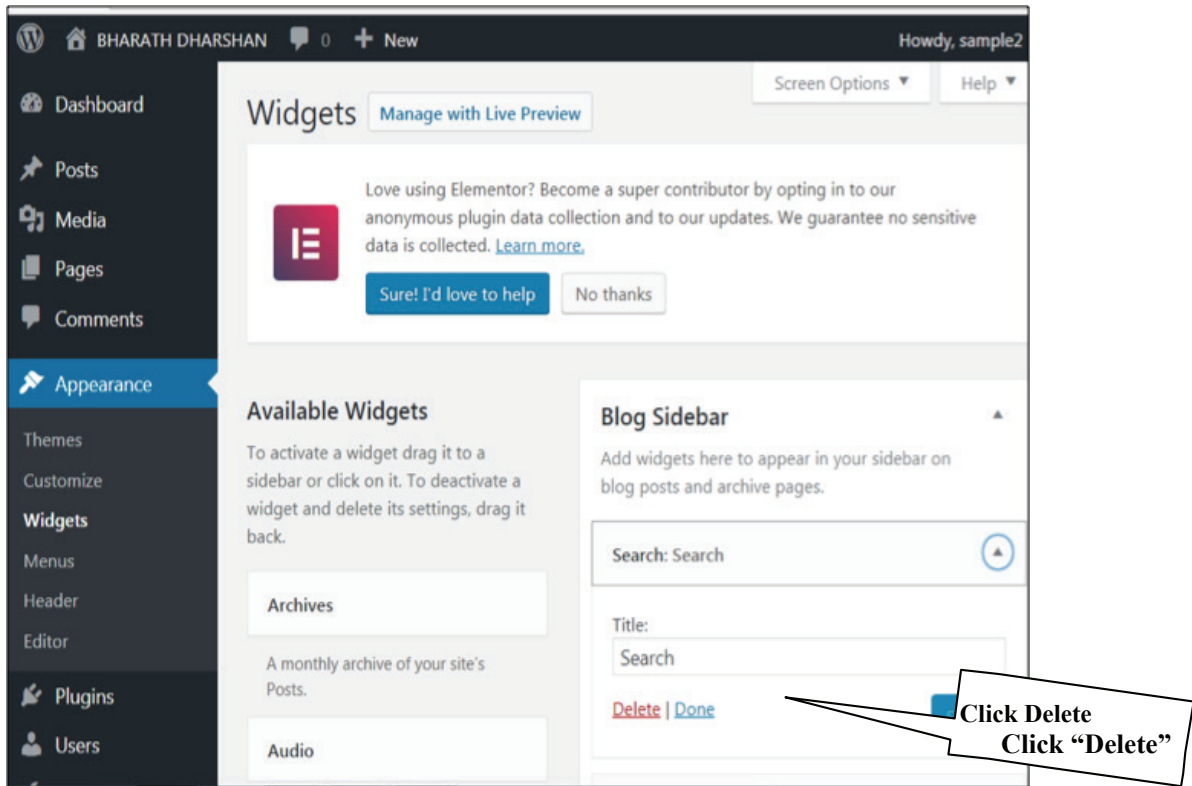 BHARATH DHARSHAN 0 New
Howdy, sample2
Screen Options ▼
Help ▼
Dashboard
Posts
Media
Pages
Comments
Appearance
Themes
Customize
Widgets
Menus
Header
Editor
Plugins
Users
Widgets
Manage with Live Preview
Love using Elementor? Become a super contributor by opting in to our
anonymous plugin data collection and to our updates. We guarantee no sensitive
data is collected. Learn more.
Sure! I'd love to help
No thanks
Available Widgets
To activate a widget drag it to a
sidebar or click on it. To deactivate a
widget and delete its settings, drag it
back.
Archives
A monthly archive of your site's
Posts.
Audio
Blog Sidebar
Add widgets here to appear in your sidebar on
blog posts and archive pages.
Search: Search
Title:
Search
Delete | Done
Click Delete
Click “Delete”